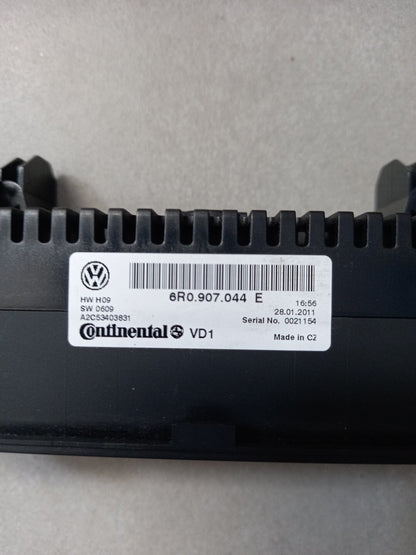 6R0.907.044 E
HW H09
SW 0609
A2C53403831
Continental VD1
16:56
28.01.2011
Serial No. 0021154
Made in CZ